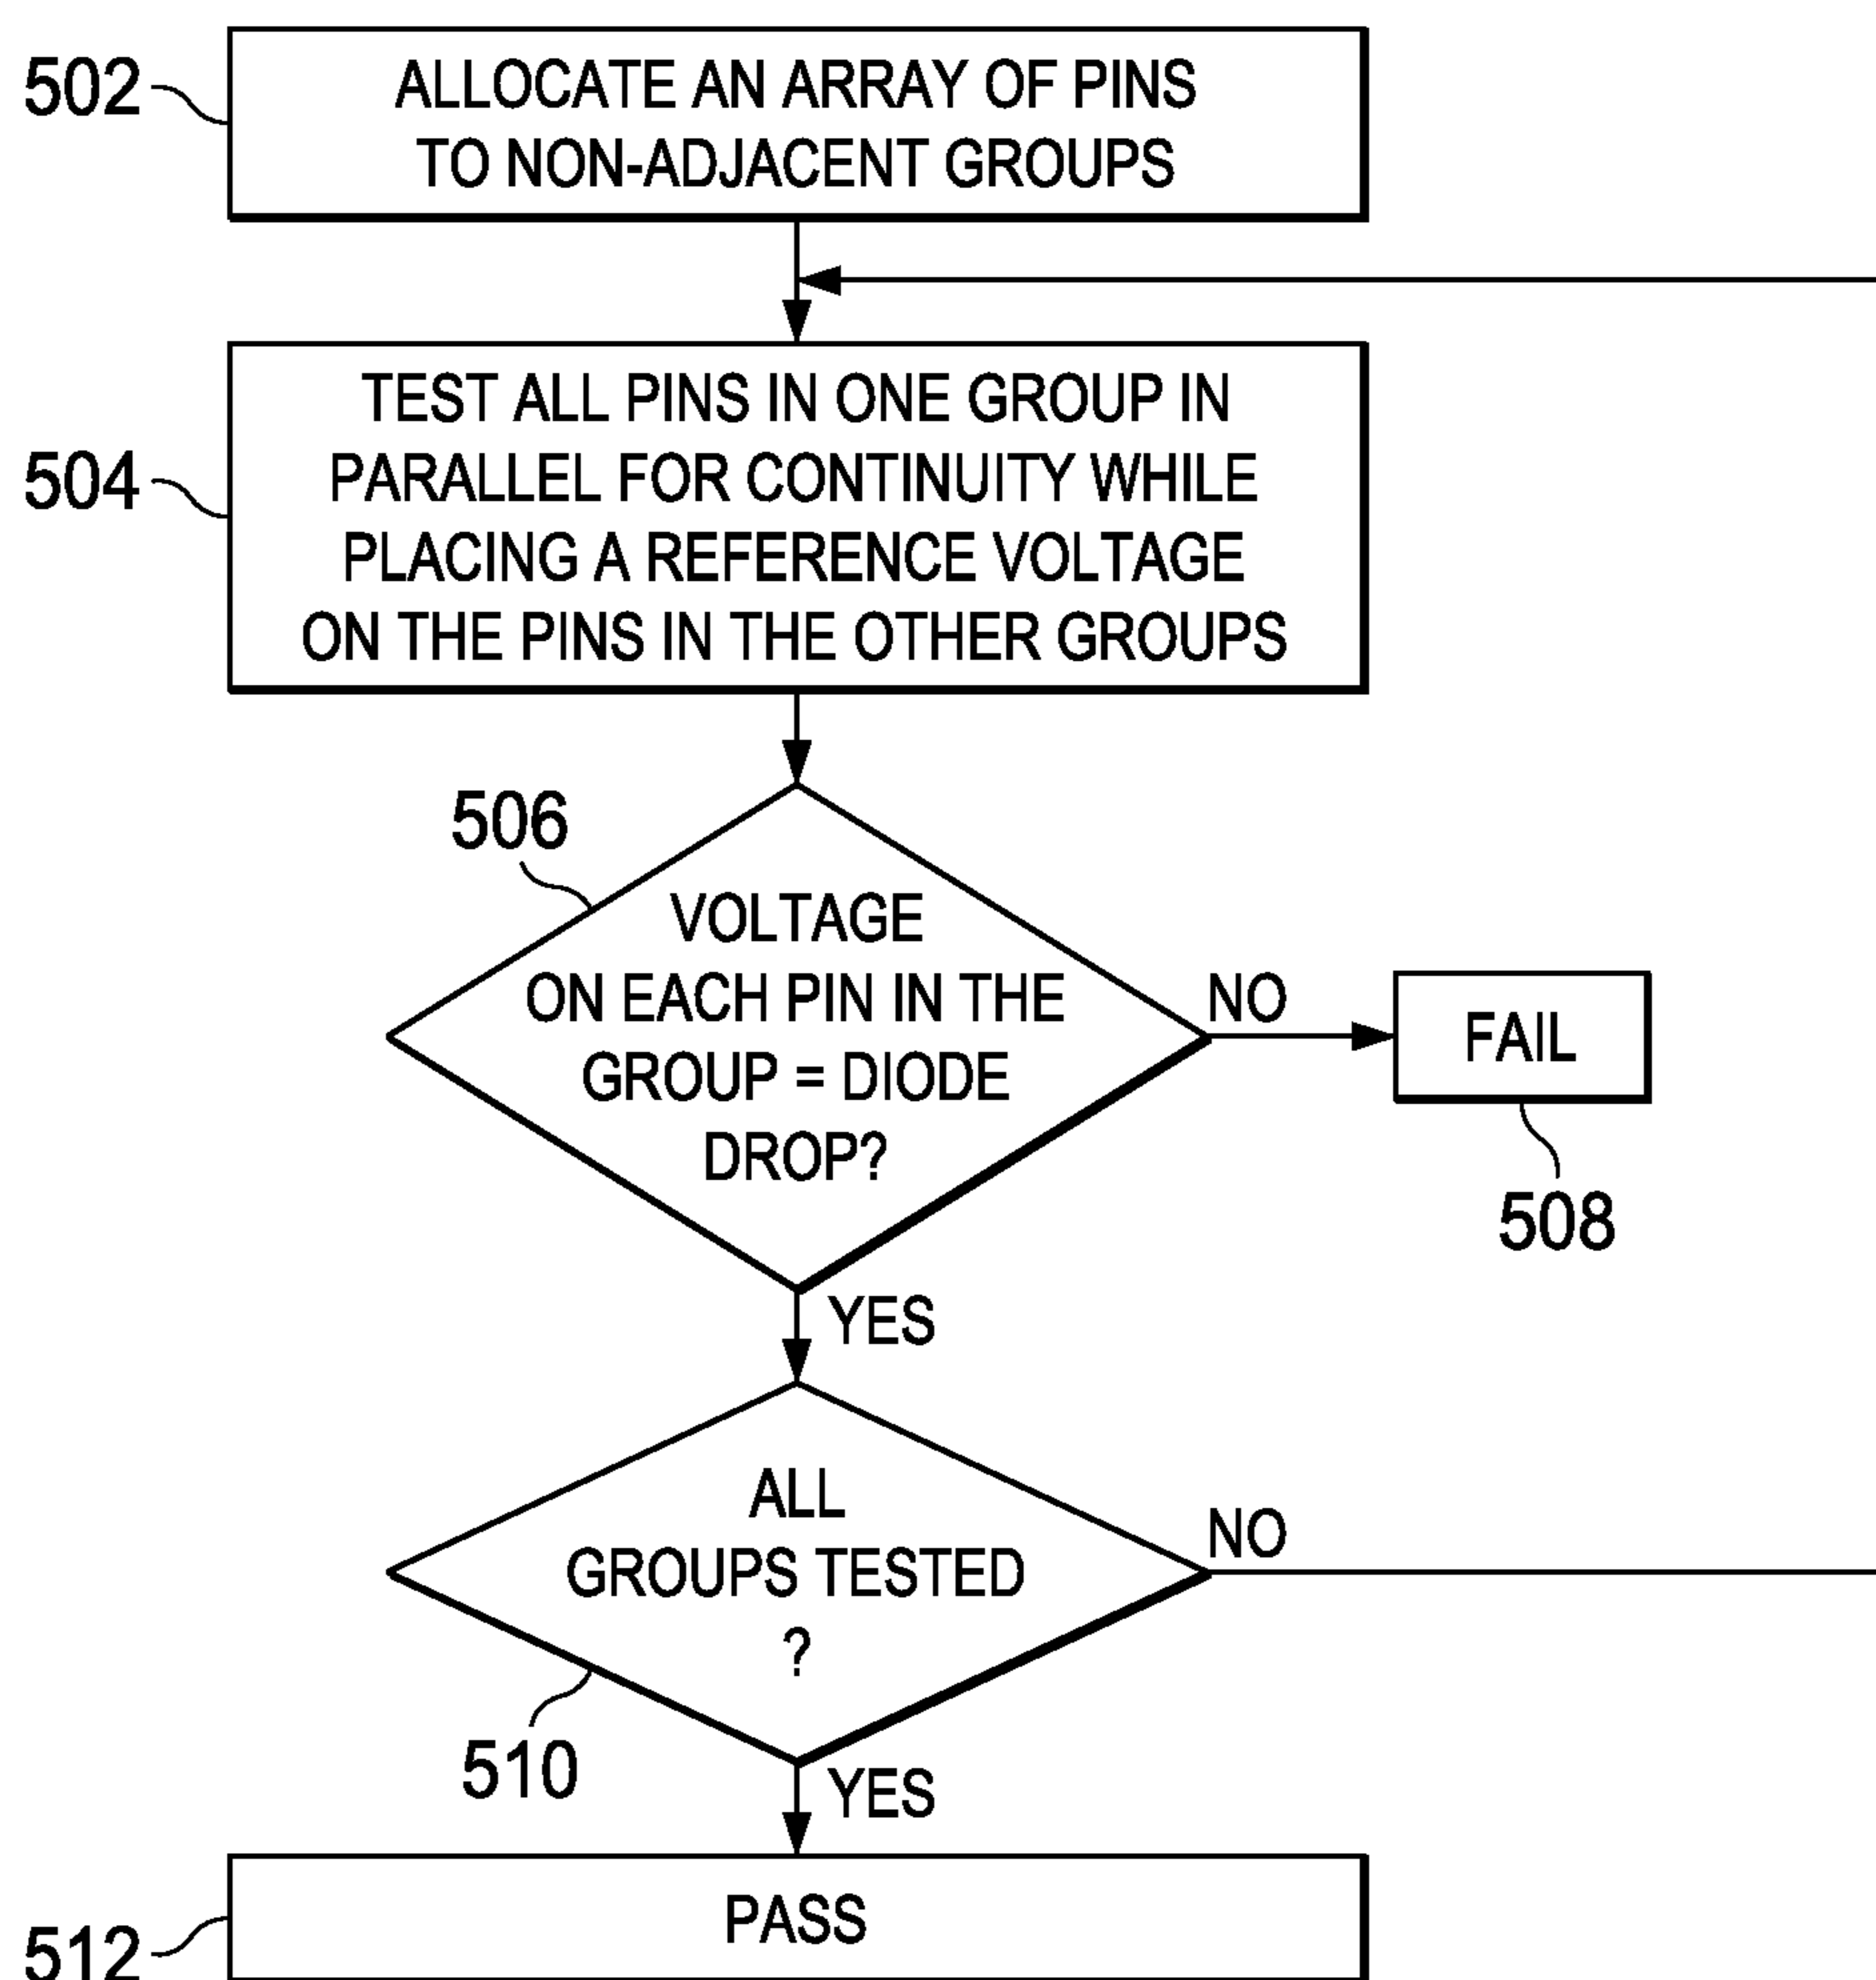 502
ALLOCATE AN ARRAY OF PINS
TO NON-ADJACENT GROUPS
504
TEST ALL PINS IN ONE GROUP IN
PARALLEL FOR CONTINUITY WHILE
PLACING A REFERENCE VOLTAGE
ON THE PINS IN THE OTHER GROUPS
506
VOLTAGE
ON EACH PIN IN THE
GROUP = DIODE
DROP?
NO
FAIL
508
YES
ALL
GROUPS TESTED
?
NO
510
YES
PASS
512